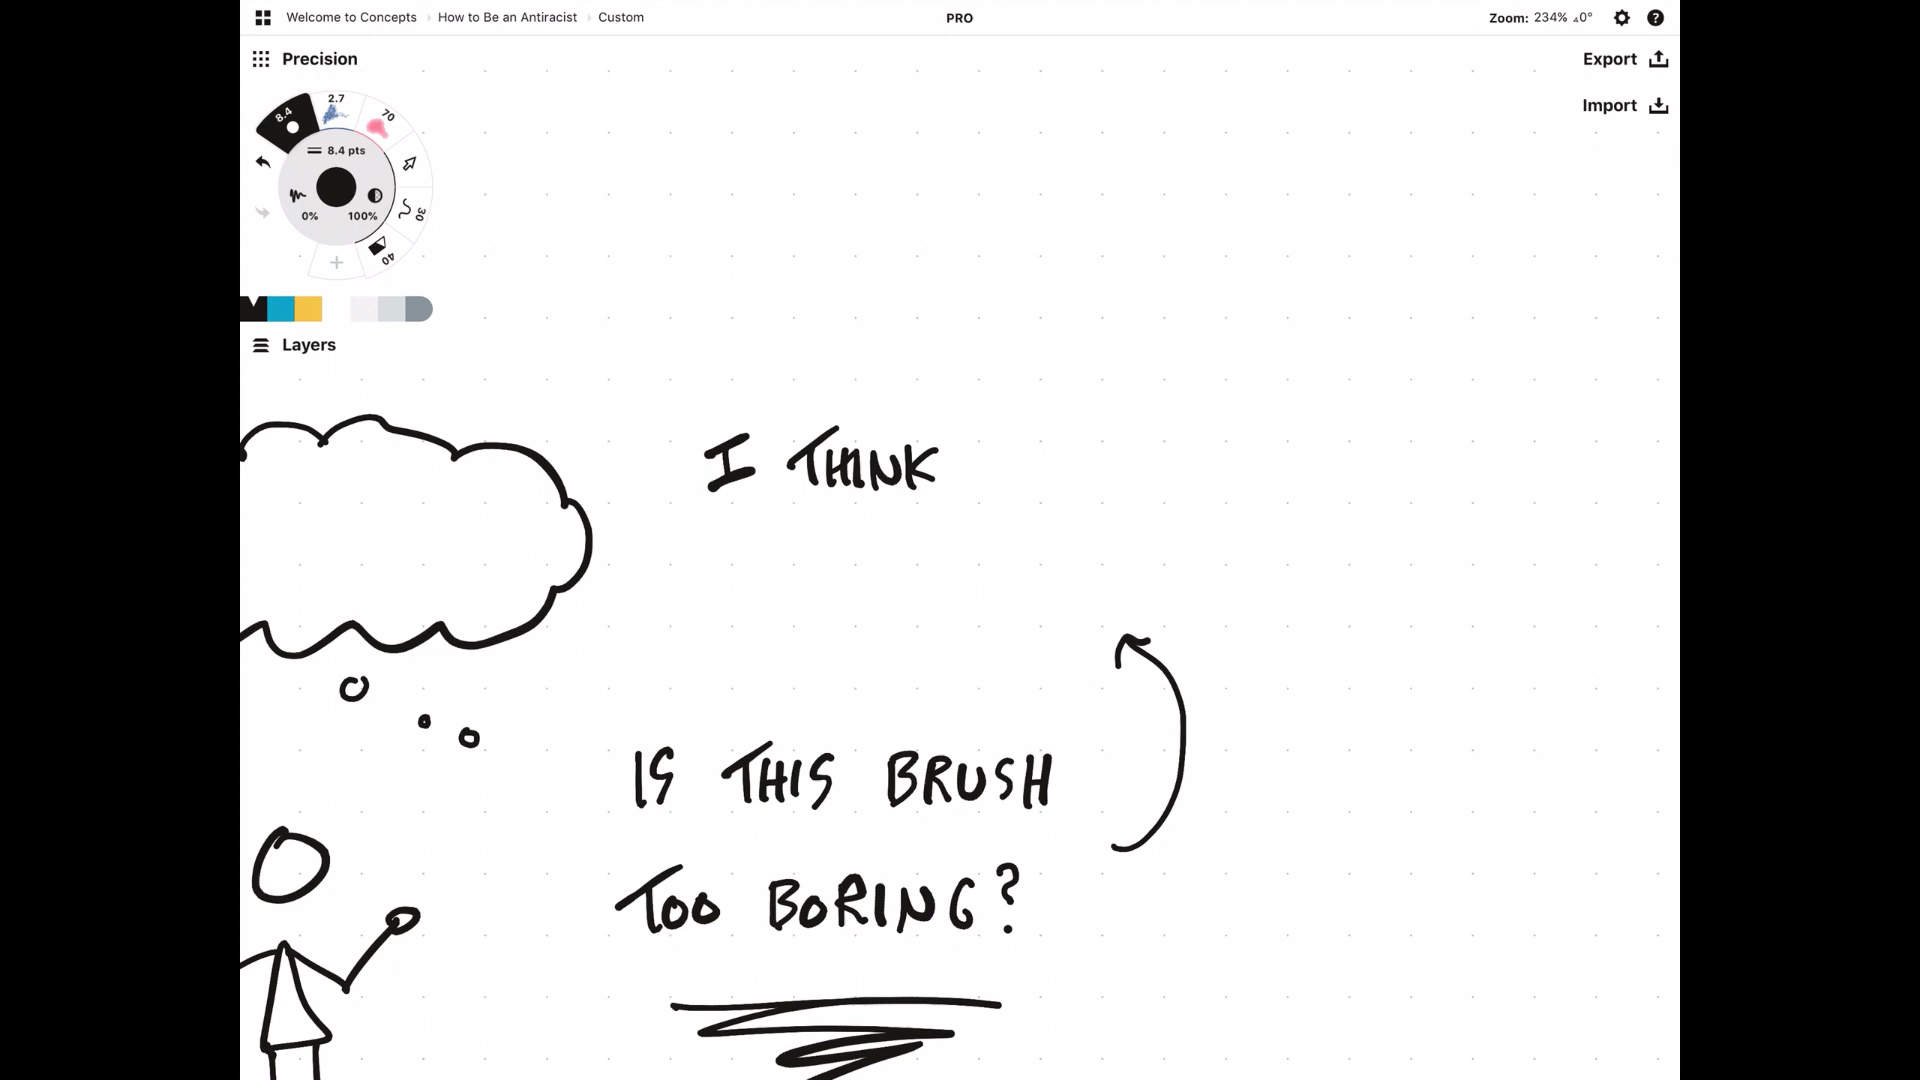 Welcome to Concepts How to Be an Antiracist Custom
PRO
Zoom: 234% 0°
Precision
Export
Import
8.4
2.7
70
8.4 pts
30
0% 100%
40
Layers
I THINK
IS THIS BRUSH
TOO BORING?